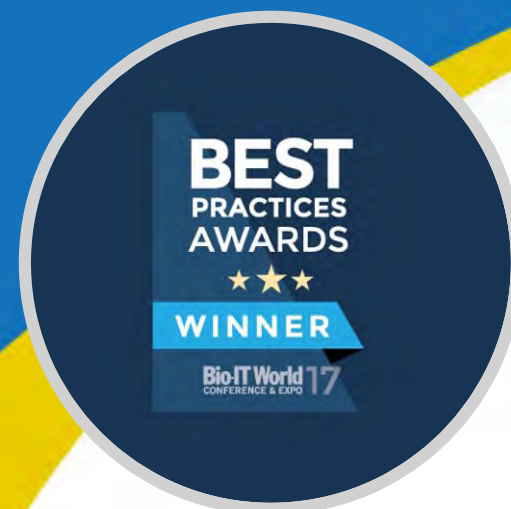 BEST
PRACTICES
AWARDS
WINNER
Bio-IT World 17
CONFERENCE & EXPO